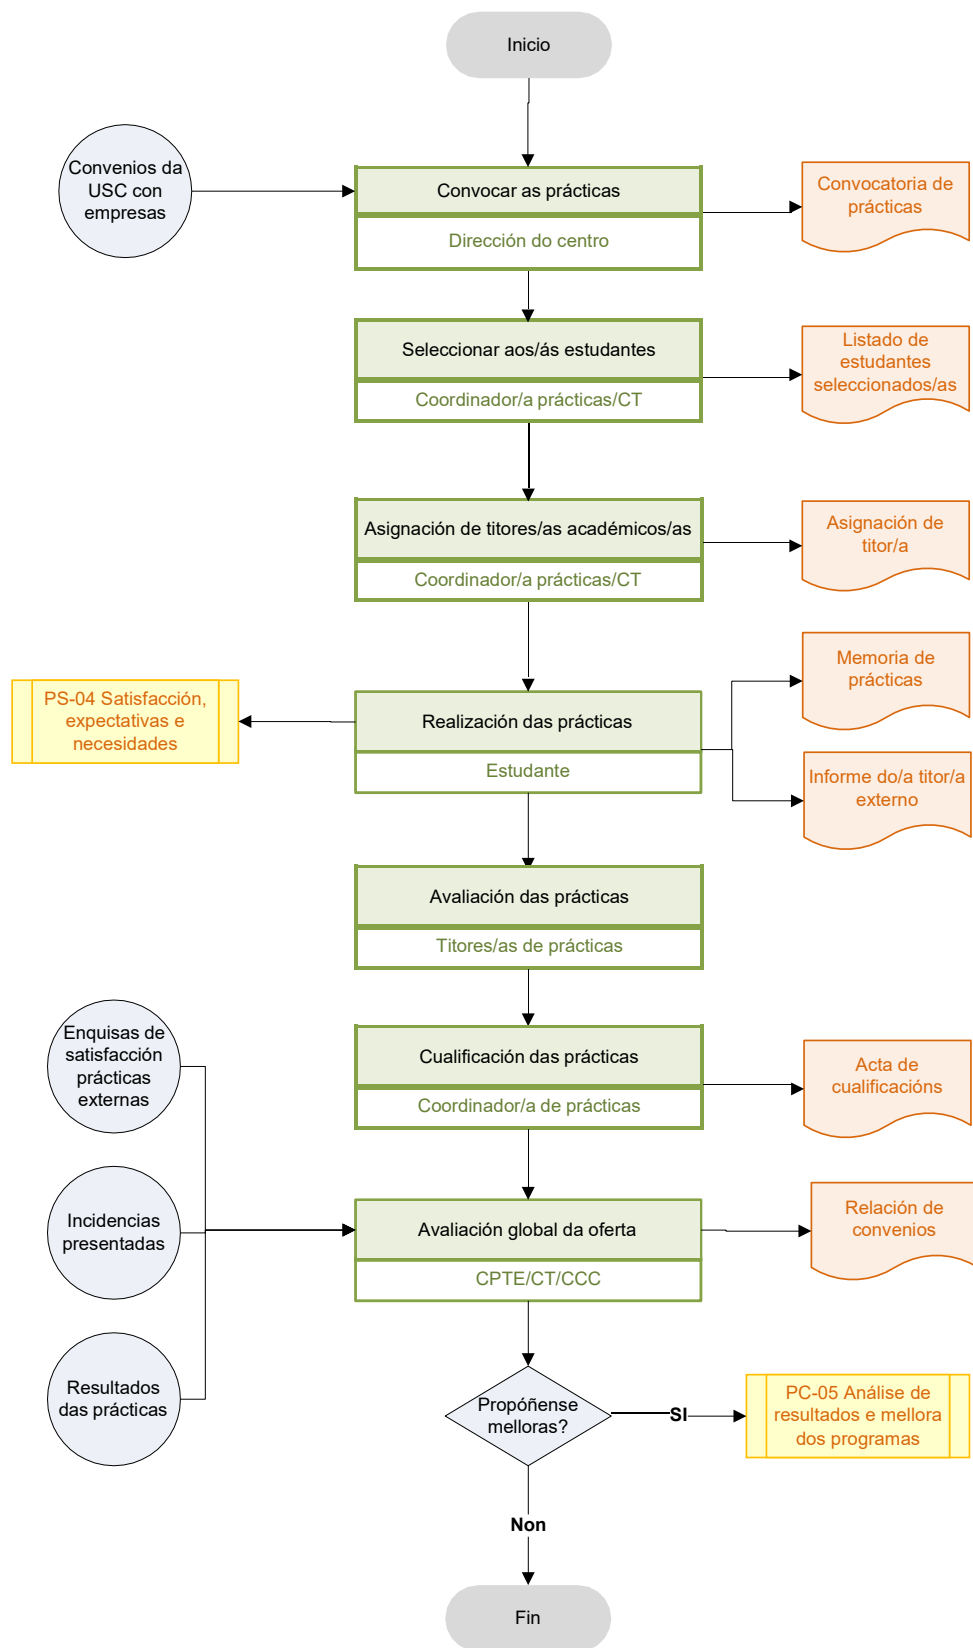 Inicio
Convenios da
USC con
empresas
Convocar as prácticas
Dirección do centro
Convocatoria de
prácticas
Seleccionar aos/ás estudantes
Coordinador/a prácticas/CT
Listado de
estudantes
seleccionados/as
Asignación de titores/as académicos/as
Coordinador/a prácticas/CT
Asignación de
titor/a
Memoria de
prácticas
PS-04 Satisfacción,
expectativas e
necesidades
Realización das prácticas
Estudante
Informe do/a titor/a
externo
Avaliación das prácticas
Titores/as de prácticas
Enquisas de
satisfacción
prácticas
externas
Cualificación das prácticas
Coordinador/a de prácticas
Acta de
cualificacións
Incidencias
presentadas
Avaliación global da oferta
CPTE/CT/CCC
Relación de
convenios
Resultados
das prácticas
Propóñense
melloras?
SI
PC-05 Análise de
resultados e mellora
dos programas
Non
Fin